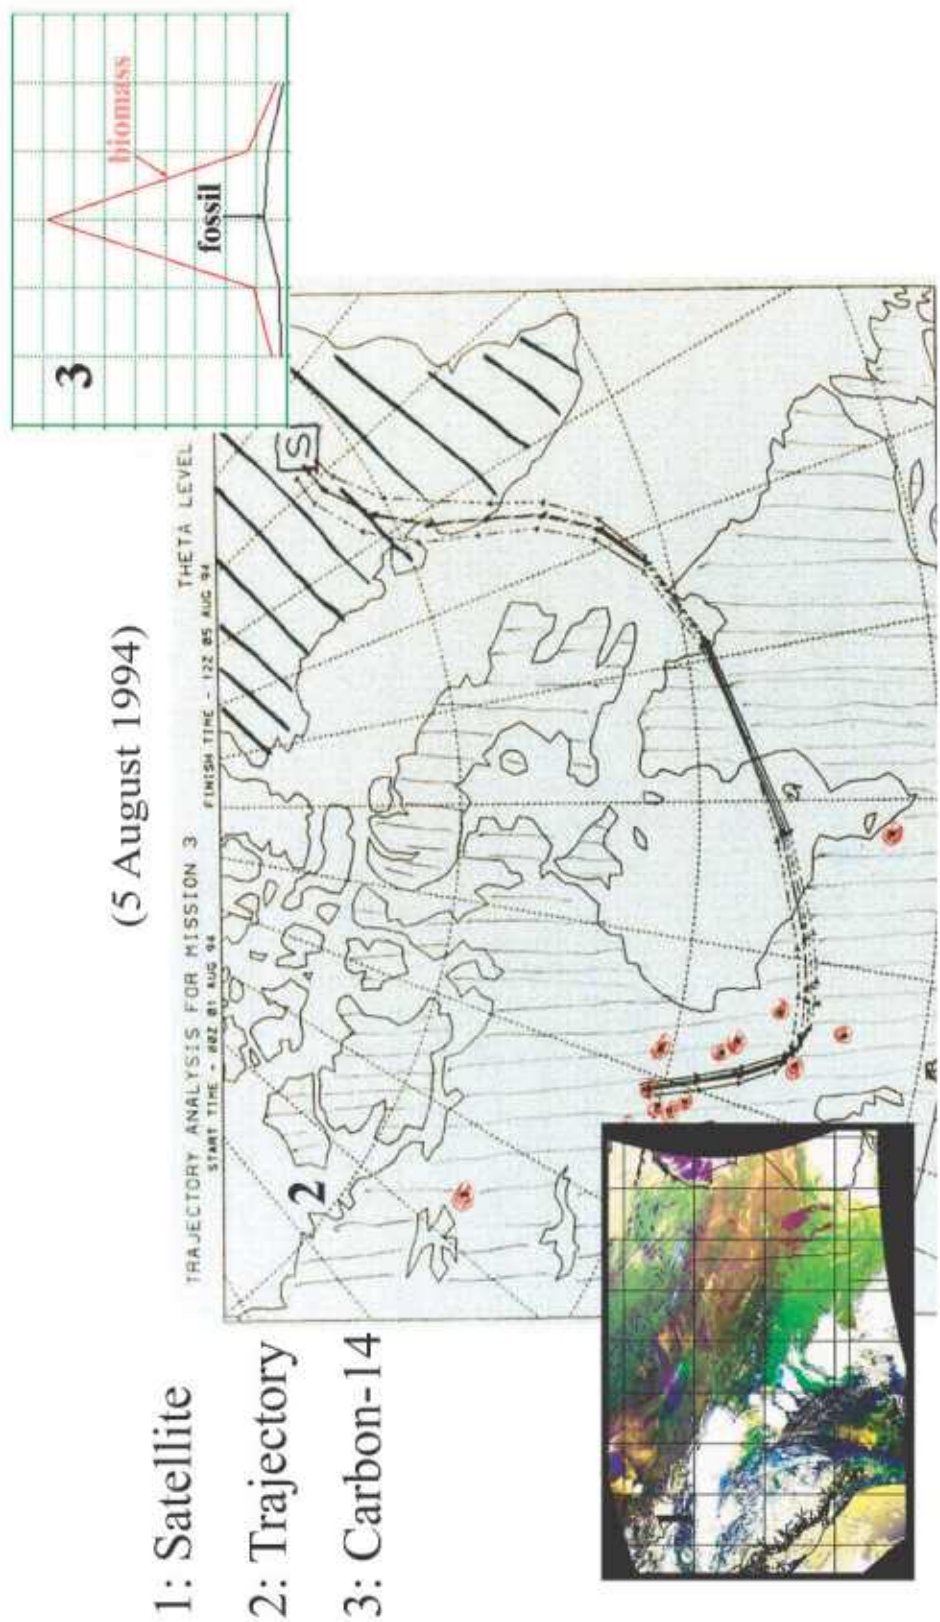 (5 August 1994)
1: Satellite
2: Trajectory
3: Carbon-14
TRAJECTORY ANALYSIS FOR MISSION 3 THETA LEVEL
START TIME - 00Z 01 AUG 94 FINISH TIME - 12Z 05 AUG 94
3
biomass
fossil
S
2
1